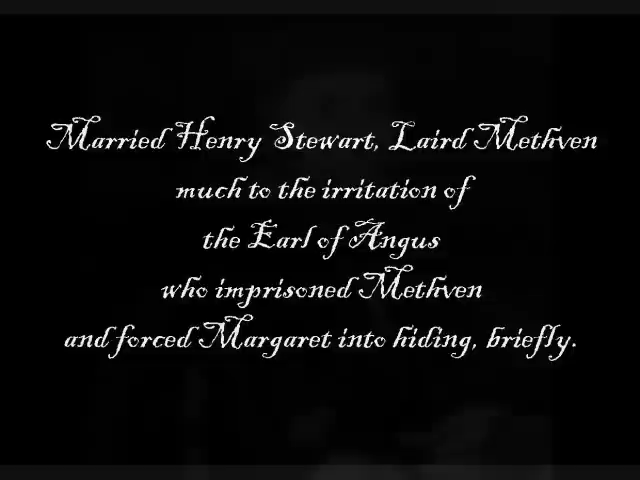 Married Henry Stewart, Laird Methven
much to the irritation of
the Earl of Angus
who imprisoned Methven
and forced Margaret into hiding, briefly.